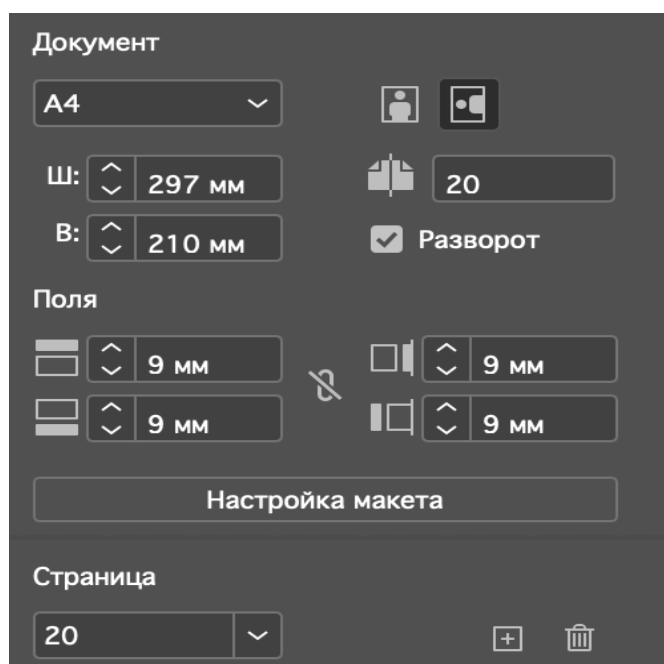 Документ
A4
Ш: 297 мм
20
В: 210 мм
Разворот
Поля
9 мм
9 мм
9 мм
9 мм
Настройка макета
Страница
20